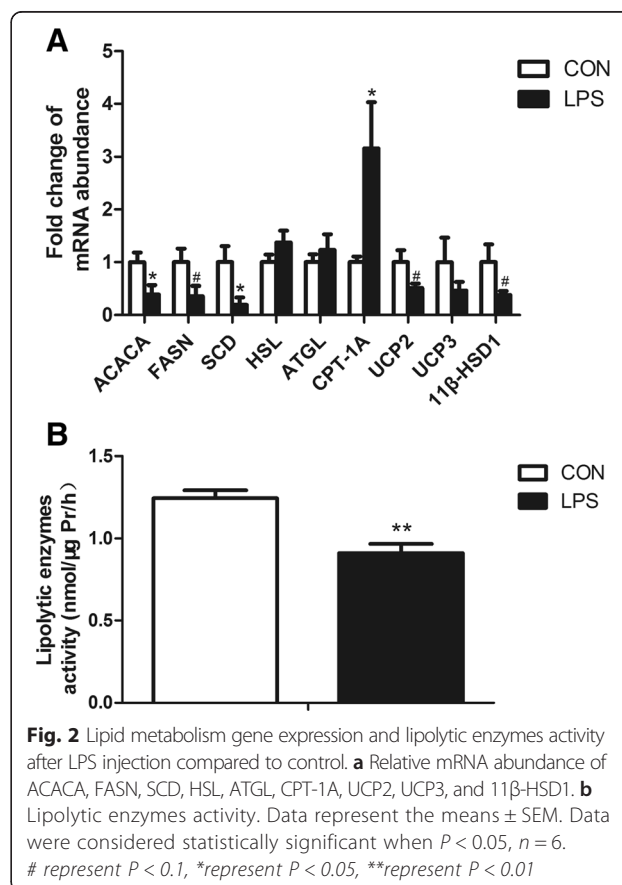 A
Fold change of
mRNA abundance
5
4
3
2
1
0
CON
LPS
*
#
*
*
#
#
ACACA
FASN
SCD
HSL
ATGL
CPT-1A
UCP2
UCP3
11β-HSD1
B
Lipolytic enzymes
activity (nmol/μg Pr/h)
1.5
1.0
0.5
0.0
CON
LPS
**
Fig. 2 Lipid metabolism gene expression and lipolytic enzymes activity
after LPS injection compared to control. a Relative mRNA abundance of
ACACA, FASN, SCD, HSL, ATGL, CPT-1A, UCP2, UCP3, and 11β-HSD1. b
Lipolytic enzymes activity. Data represent the means ± SEM. Data
were considered statistically significant when P < 0.05, n = 6.
# represent P < 0.1, *represent P < 0.05, **represent P < 0.01